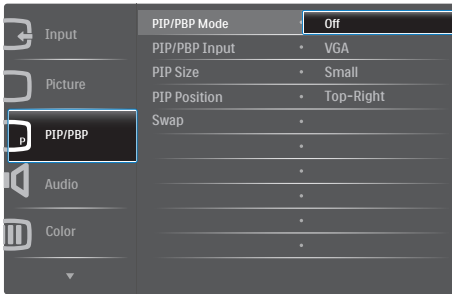 Input
Picture
PIP/PBP
Audio
Color
PIP/PBP Mode • Off
PIP/PBP Input • VGA
PIP Size • Small
PIP Position • Top-Right
Swap •
P